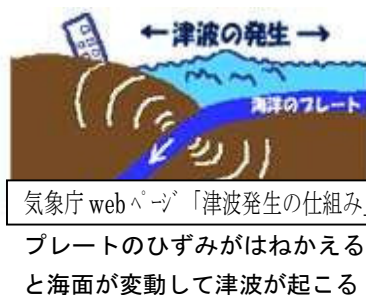 ←津波の発生→
海洋のプレート
気象庁webﾍﾟｰｼﾞ「津波発生の仕組み」
プレートのひずみがはねかえる
と海面が変動して津波が起こる